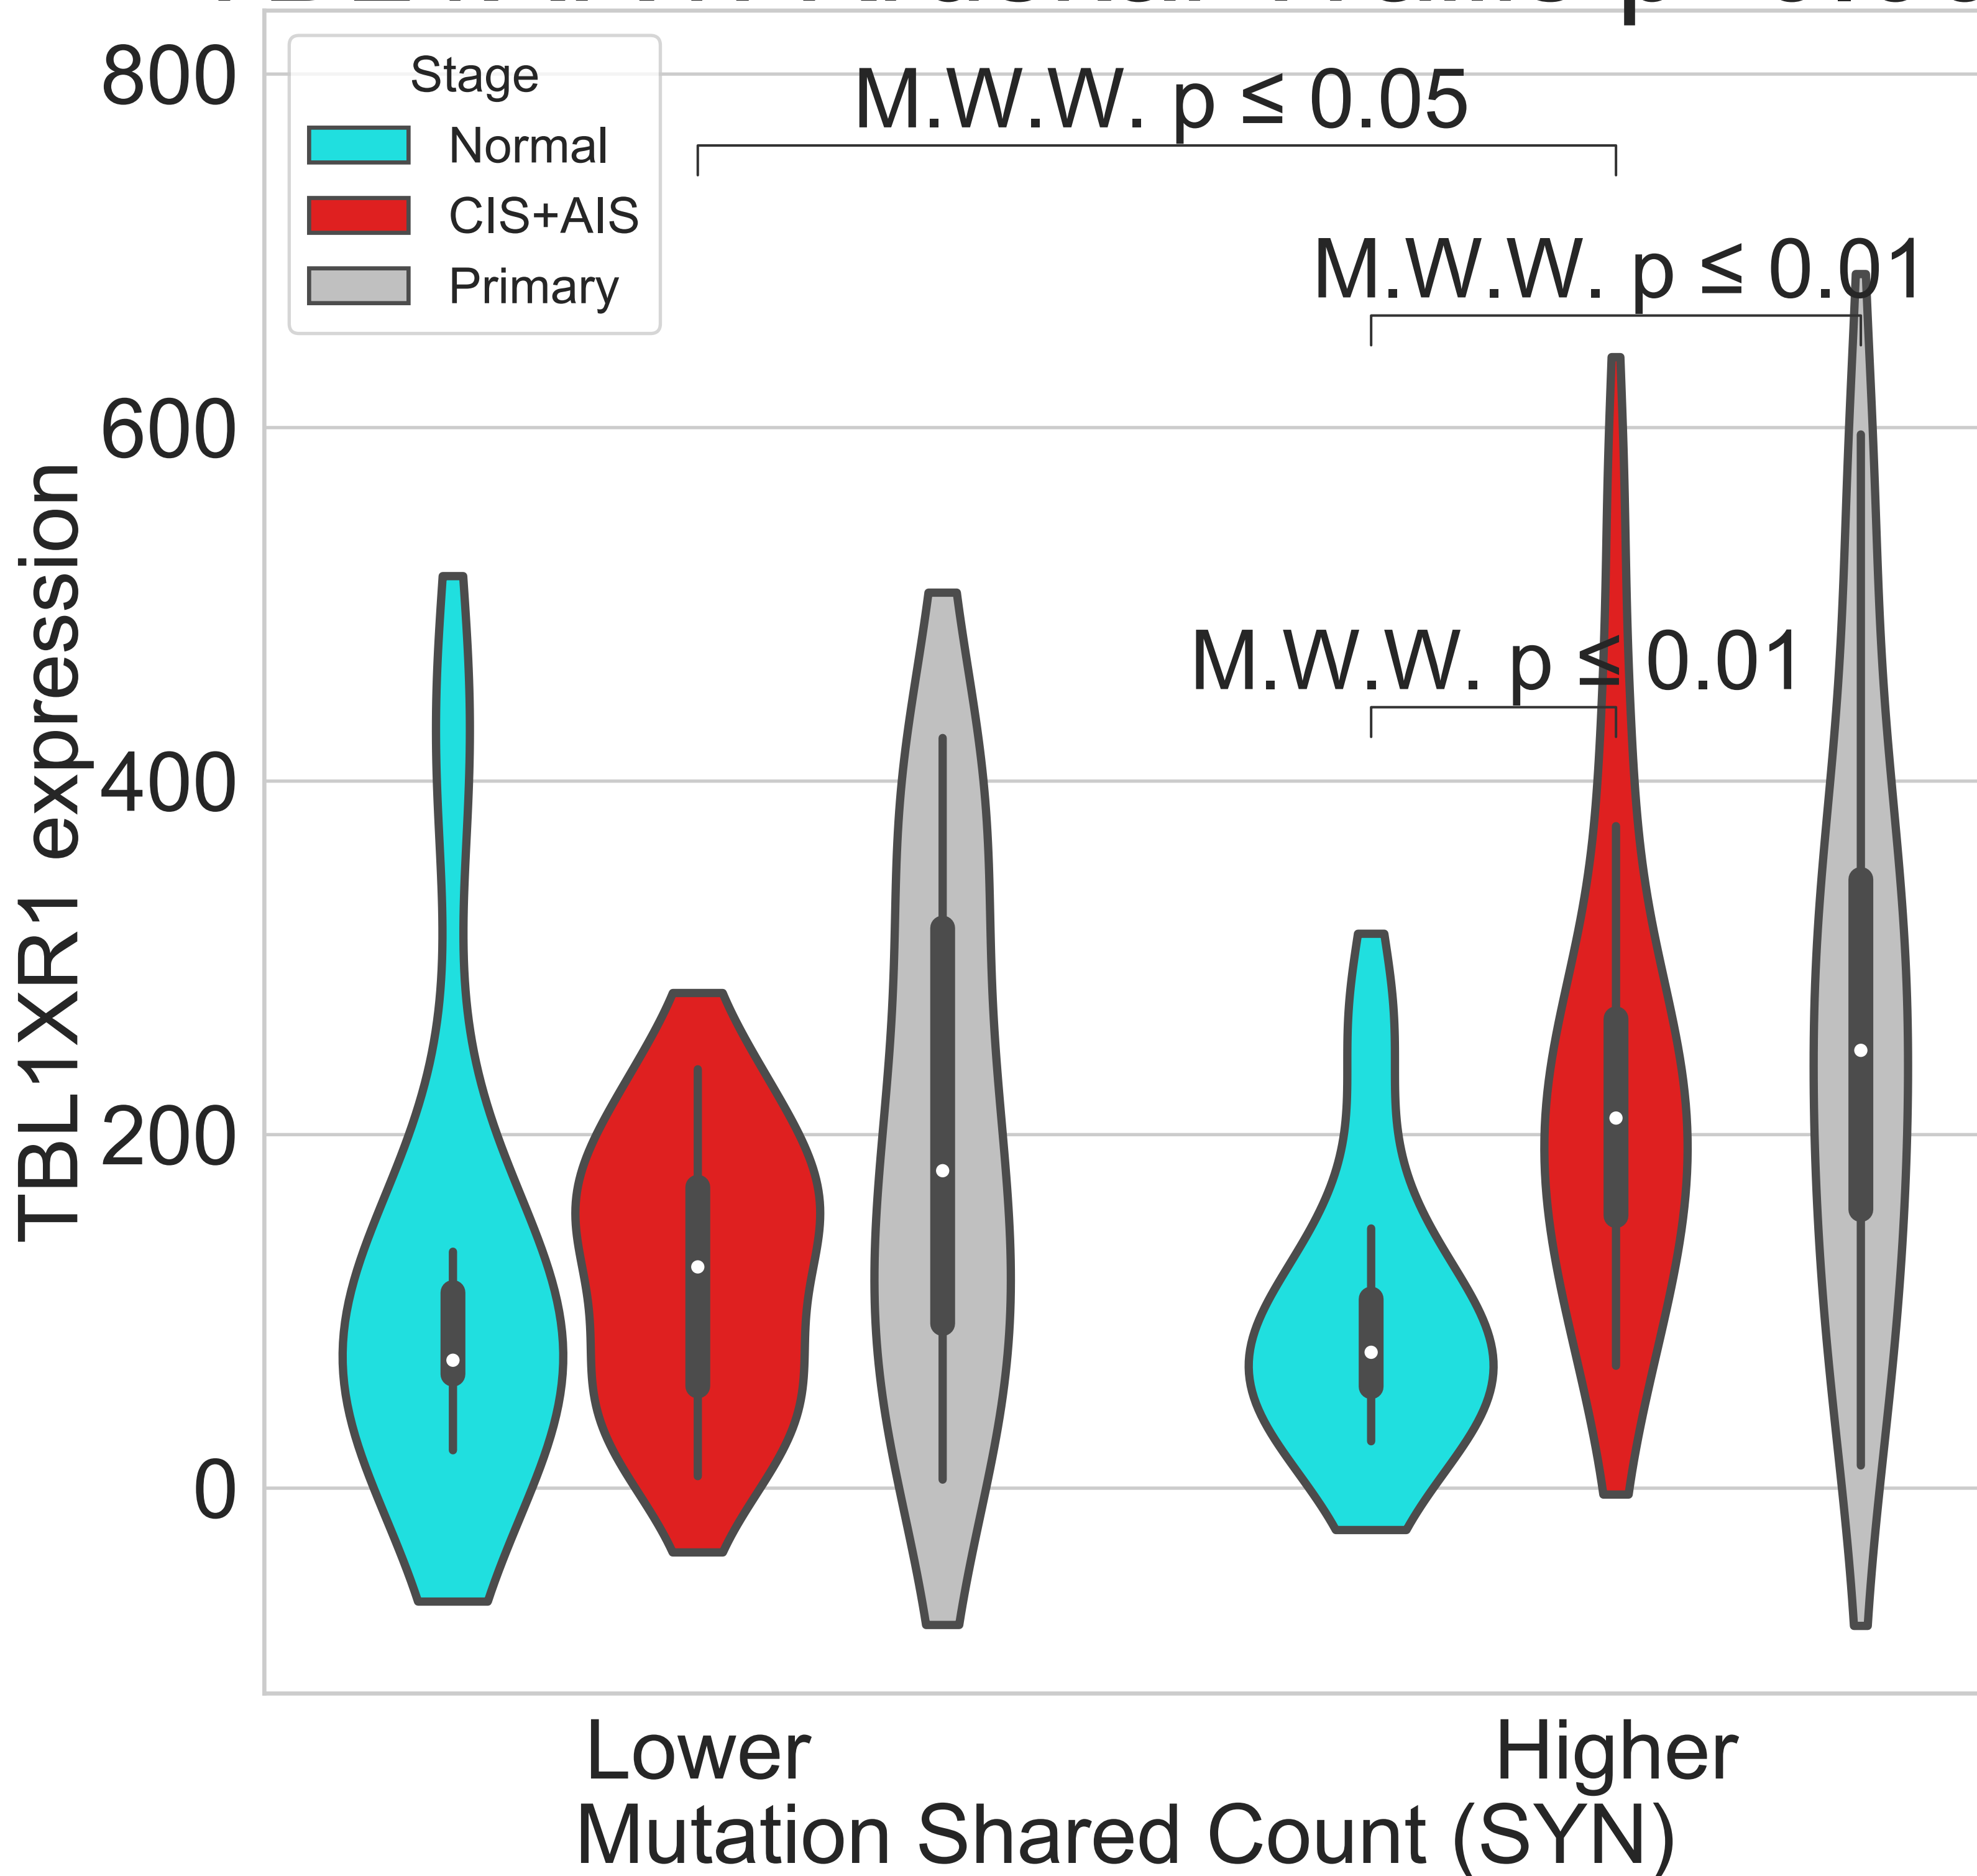 800
Stage
Normal
CIS+AIS
Primary
M.W.W. p ≤ 0.05
M.W.W. p ≤ 0.01
M.W.W. p ≤ 0.01
600
400
200
0
TBL1XR1 expression
Lower
Higher
Mutation Shared Count (SYN)